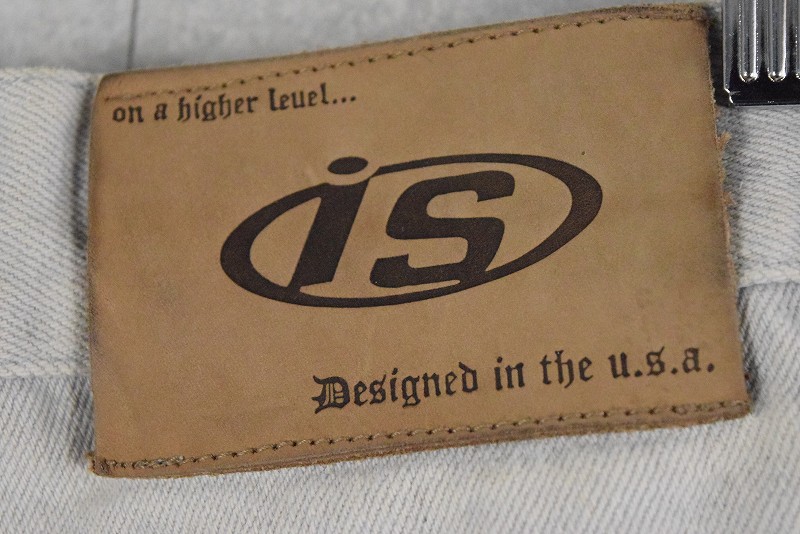 on a higher level...
is
Designed in the u.s.a.